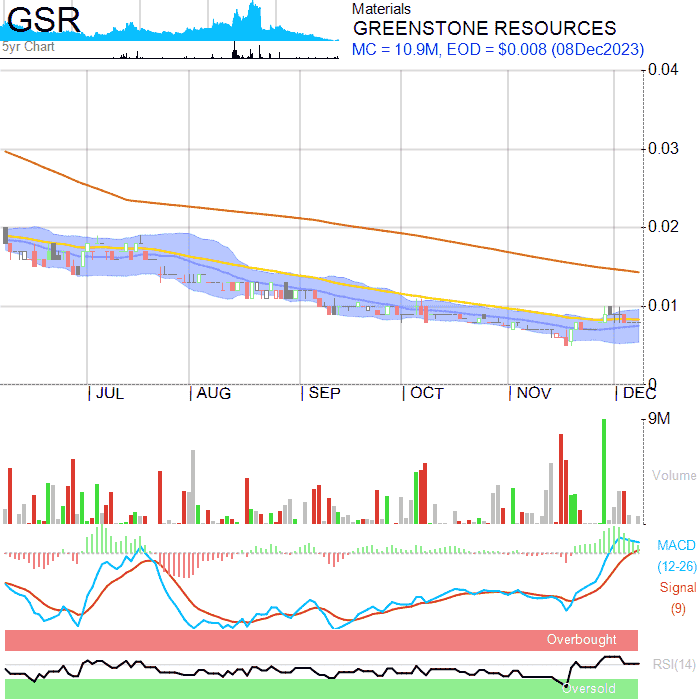 GSR
5yr Chart
Materials
GREENSTONE RESOURCES
MC = 10.9M, EOD = $0.008 (08Dec2023)
0.04
0.03
0.02
0.01
0
JUL AUG SEP OCT NOV DEC
9M
Volume
MACD
(12-26)
Signal
(9)
Overbought
RSI(14)
Oversold